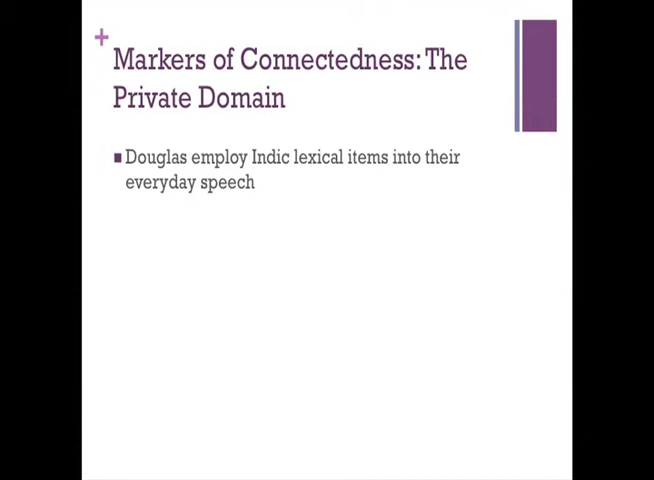 +
Markers of Connectedness: The
Private Domain
■ Douglas employ Indic lexical items into their
everyday speech